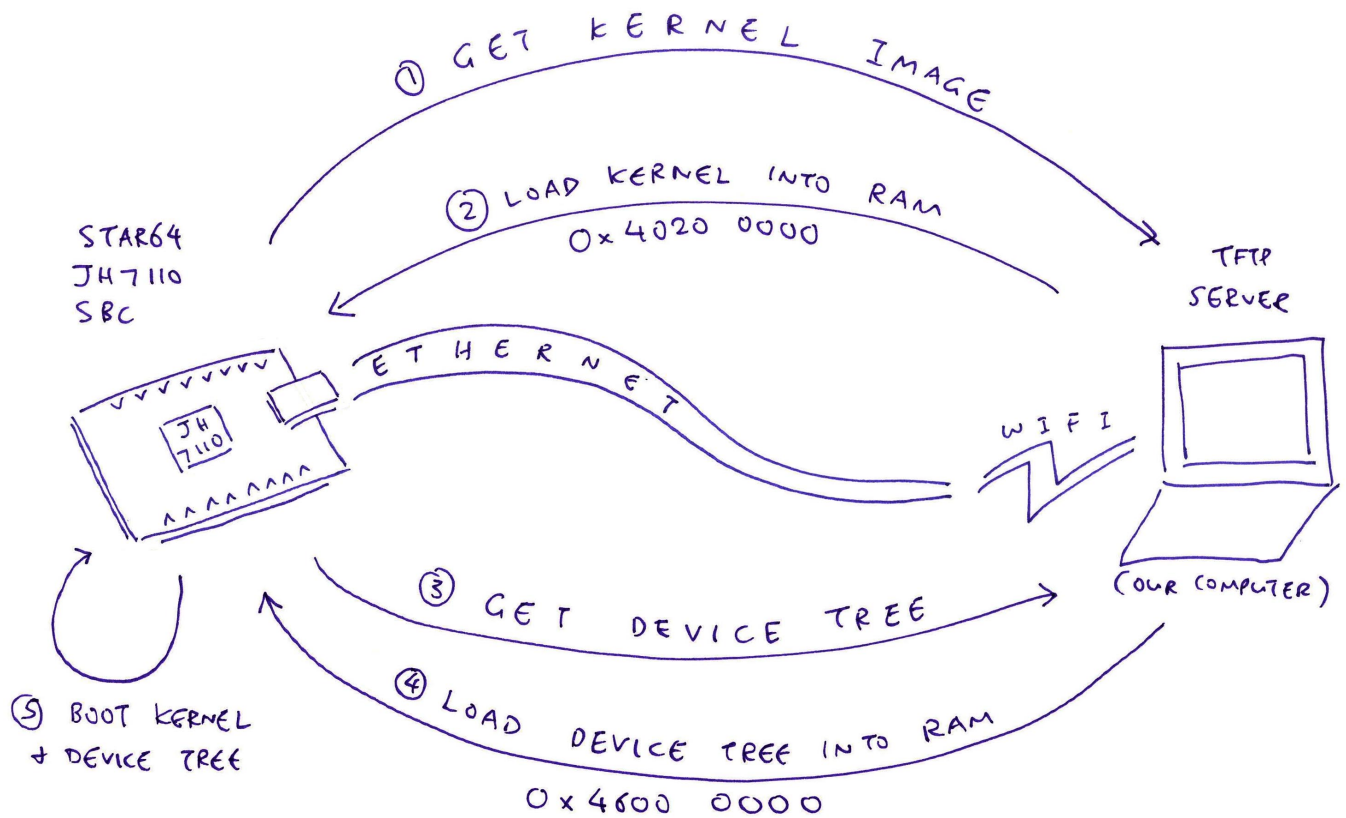 ① GET KERNEL IMAGE
② LOAD KERNEL INTO RAM
0x4020 0000
STAR64
JH7110
SBC
TFTP
SERVER
ETHERNET
JH
7110
WIFI
(OUR COMPUTER)
③ GET DEVICE TREE
④ LOAD DEVICE TREE INTO RAM
0x4600 0000
⑤ BOOT KERNEL
+ DEVICE TREE